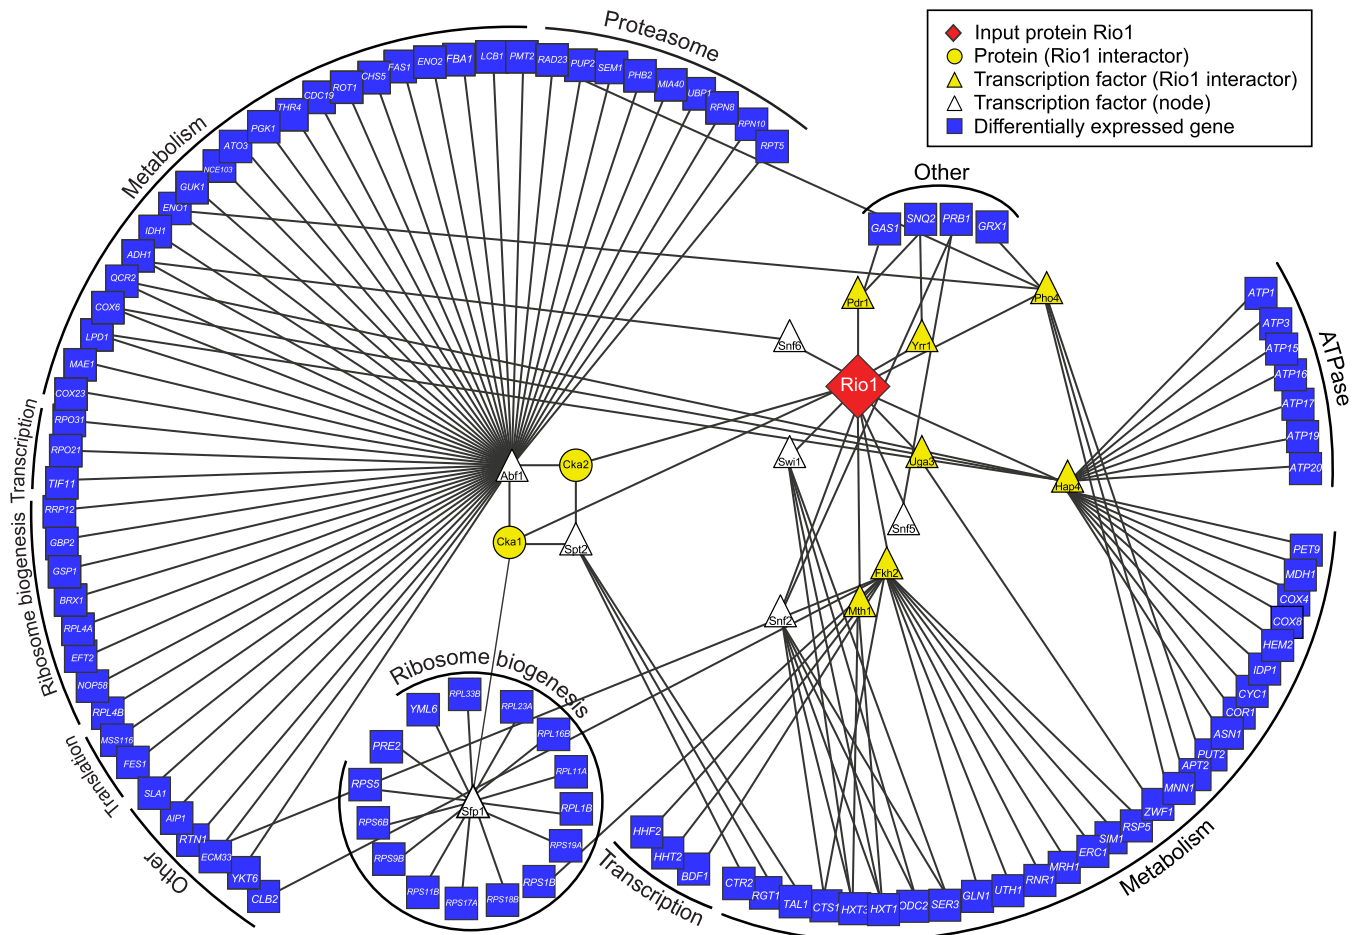 Input protein Rio1
Protein (Rio1 interactor)
Transcription factor (Rio1 interactor)
Transcription factor (node)
Differentially expressed gene
Proteasome
Metabolism
Transcription
Ribosome biogenesis
Translation
Other
RPT5
RPN10
RPN8
UBP1
MIA40
PHB2
SEM1
PUP2
RAD23
PMT2
LCB1
FBA1
ENO2
FAS1
CHS5
ROT1
CDC19
THR4
PGK1
ATO3
NCE103
GUK1
ENO1
IDH1
ADH1
QCR2
COX6
LPD1
MAE1
COX23
RPO31
RPO21
TIF11
RRP12
GBP2
GSP1
BRX1
RPL4A
EFT2
NOP58
RPL4B
MSS116
FES1
SLA1
AIP1
RTN1
ECM33
YKT6
CLB2
Other
GAS1
SNQ2
PRB1
GRX1
Pdr1
Pho4
Snf6
Yrr1
Rio1
Abf1
Cka2
Swi1
Uga3
Hap4
Cka1
Spt2
Snf5
Fkh2
Snf2
Mth1
ATPase
ATP1
ATP3
ATP15
ATP16
ATP17
ATP19
ATP20
Ribosome biogenesis
YML6
RPL33B
RPL23A
RPL16B
PRE2
RPL11A
RPS5
Sfp1
RPL1B
RPS6B
RPS19A
RPS9B
RPS1B
RPS11B
RPS17A
RPS18B
Transcription
HHF2
HHT2
BDF1
Metabolism
PET9
MDH1
COX4
COX8
HEM2
IDP1
CYC1
COR1
ASN1
PUT2
APT2
MNN1
ZWF1
RSP5
SIM1
ERC1
MRH1
RNR1
UTH1
GLN1
SER3
ODC2
HXT1
HXT3
CTS1
TAL1
RGT1
CTR2